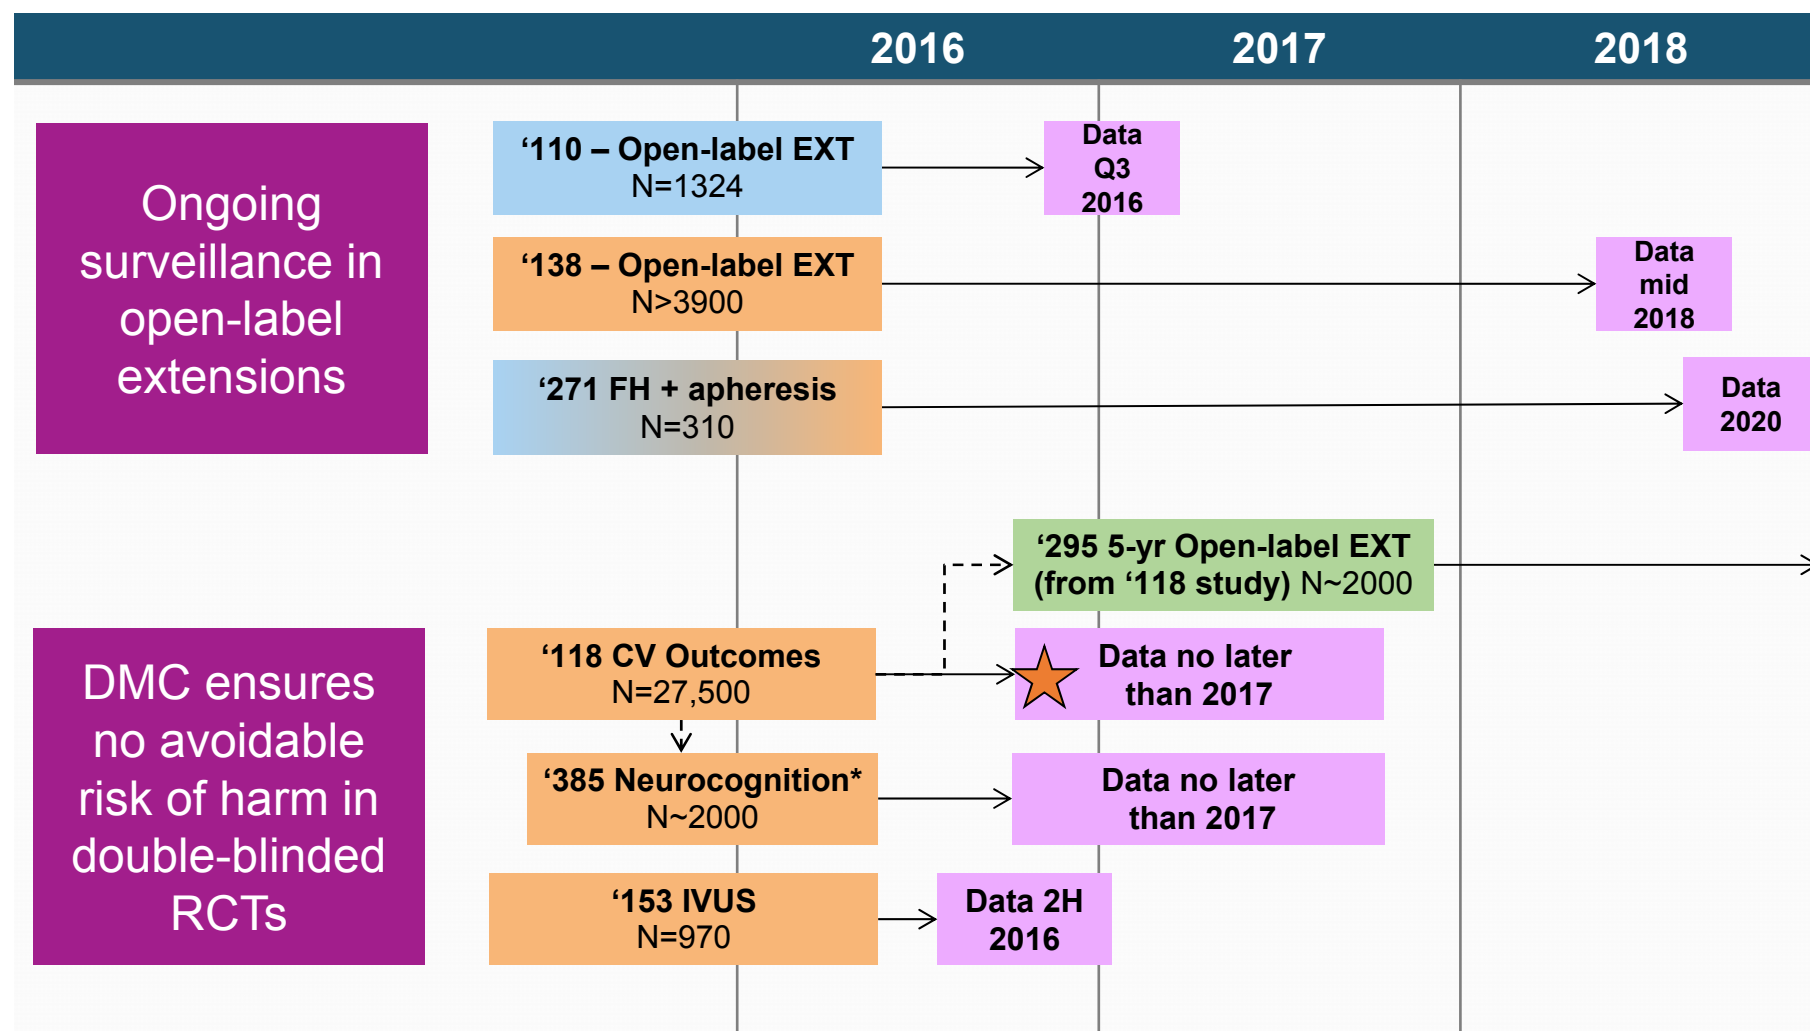 2016 2017 2018
Ongoing
surveillance in
open-label
extensions
‘110 – Open-label EXT
N=1324
Data
Q3
2016
‘138 – Open-label EXT
N>3900
Data
mid
2018
‘271 FH + apheresis
N=310
Data
2020
‘295 5-yr Open-label EXT
(from ‘118 study) N~2000
DMC ensures
no avoidable
risk of harm in
double-blinded
RCTs
‘118 CV Outcomes
N=27,500
Data no later
than 2017
‘385 Neurocognition*
N~2000
Data no later
than 2017
‘153 IVUS
N=970
Data 2H
2016